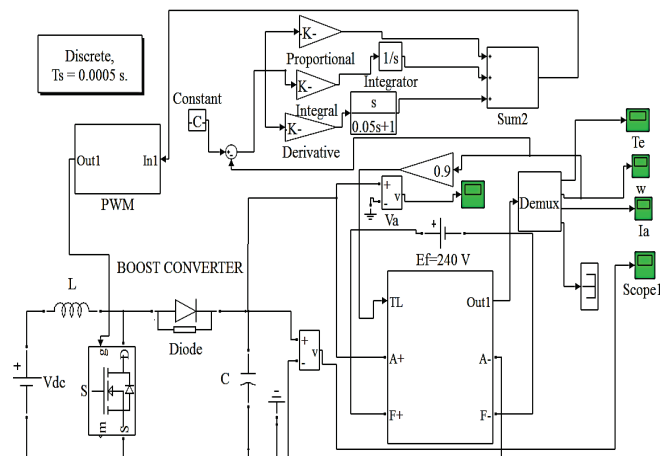 Discrete,
Ts = 0.0005 s.
-K-
Proportional
1/s
Integrator
Constant
-C-
-K-
Integral
s
0.05s+1
K-
Derivative
Sum2
Te
Out1
In1
PWM
0.9
+
-
v
Va
Demux
w
Ia
BOOST CONVERTER
+
Ef=240 V
Scope1
L
TL
Out1
Diode
+
-
v
A+
A-
+
Vdc
g
D
S
m
S
C
F+
F-